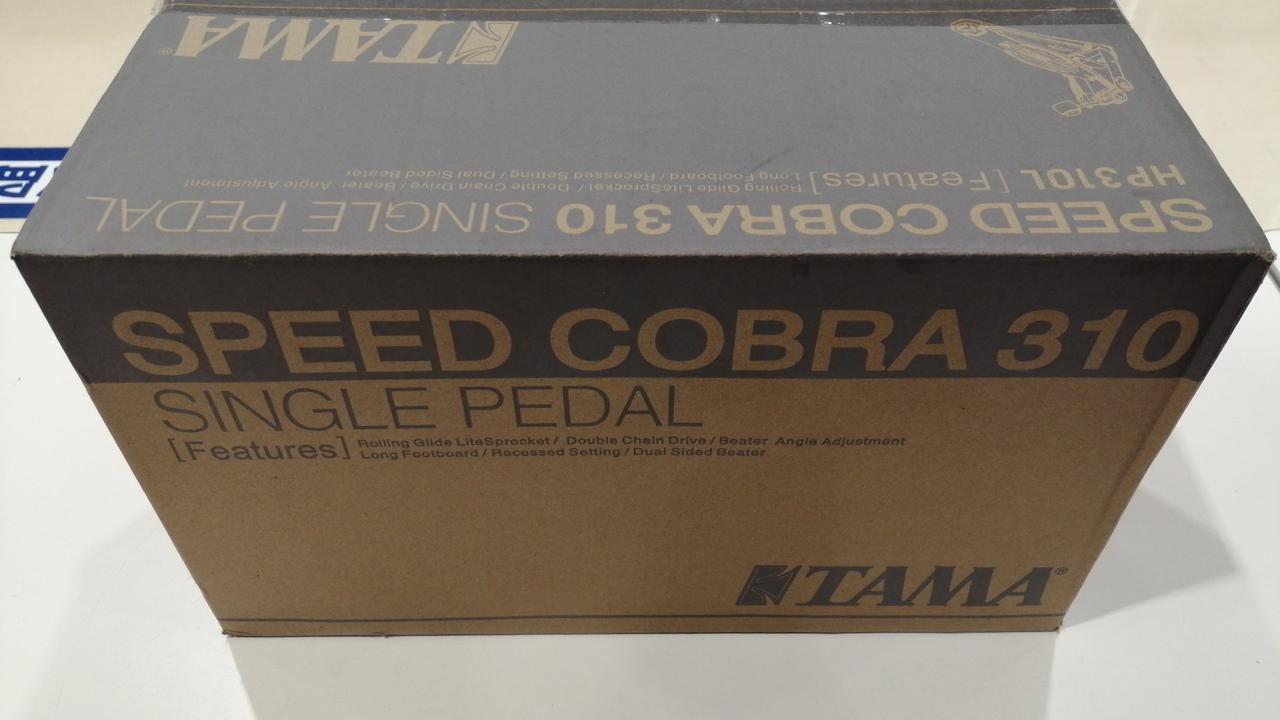 TAMA®
HP310L [Features] Rolling Glide LiteSprocket / Double Chain Drive / Beater Angle Adjustment
Long Footboard / Recessed Setting / Dual Sided Beater
SPEED COBRA 310 SINGLE PEDAL
取
SPEED COBRA 310
SINGLE PEDAL
[Features] Rolling Glide LiteSprocket / Double Chain Drive / Beater Angle Adjustment
Long Footboard / Recessed Setting / Dual Sided Beater
TAMA®